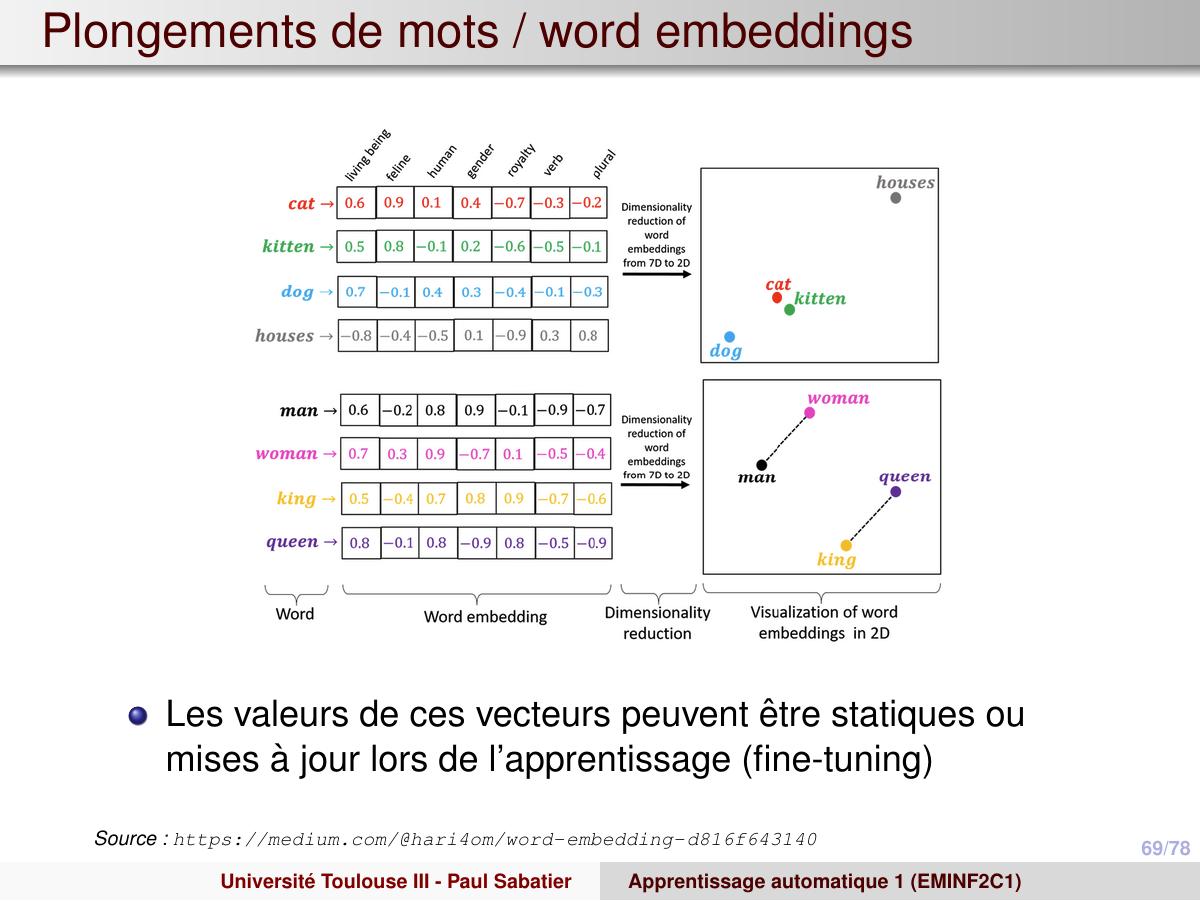 Plongements de mots / word embeddings
living being feline human gender royalty verb plural
cat → 0.6 0.9 0.1 0.4 −0.7 −0.3 −0.2
kitten → 0.5 0.8 −0.1 0.2 −0.6 −0.5 −0.1
dog → 0.7 −0.1 0.4 0.3 −0.4 −0.1 −0.3
houses → −0.8 −0.4 −0.5 0.1 −0.9 0.3 0.8
Dimensionality
reduction of
word
embeddings
from 7D to 2D
houses
cat
kitten
dog
man → 0.6 −0.2 0.8 0.9 −0.1 −0.9 −0.7
woman → 0.7 0.3 0.9 −0.7 0.1 −0.5 −0.4
king → 0.5 −0.4 0.7 0.8 0.9 −0.7 −0.6
queen → 0.8 −0.1 0.8 −0.9 0.8 −0.5 −0.9
Dimensionality
reduction of
word
embeddings
from 7D to 2D
woman
man
queen
king
Word
Word embedding
Dimensionality
reduction
Visualization of word
embeddings in 2D
Les valeurs de ces vecteurs peuvent être statiques ou
mises à jour lors de l'apprentissage (fine-tuning)
Source : https://medium.com/@hari4om/word-embedding-d816f643140
69/78
Université Toulouse III - Paul Sabatier
Apprentissage automatique 1 (EMINF2C1)